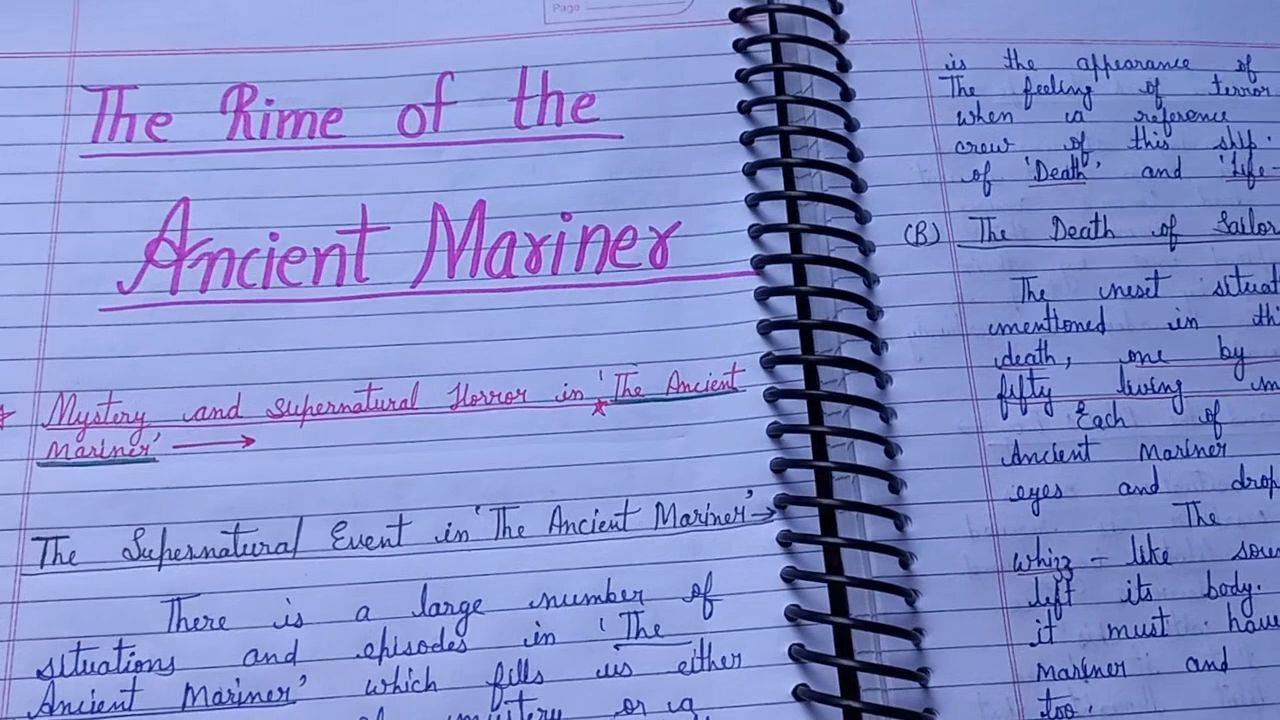 Page
The Rime of the
Ancient Mariner
Mystery and Supernatural Horror in 'The Ancient
Mariner' →
The Supernatural Event in 'The Ancient Mariner' →
There is a large number of
situations and episodes in 'The
Ancient Mariner' which fills us either
mystery or a
is the appearance of
The feeling of terror
when a reference
crew of this ship.
of 'Death' and 'Life-
(B) The Death of Sailor
The next situat
mentioned in th
death, one by
fifty living m
Each of
Ancient Mariner
eyes and drop
The
whizz - like sou
left its body.
it must hav
mariner and
too.